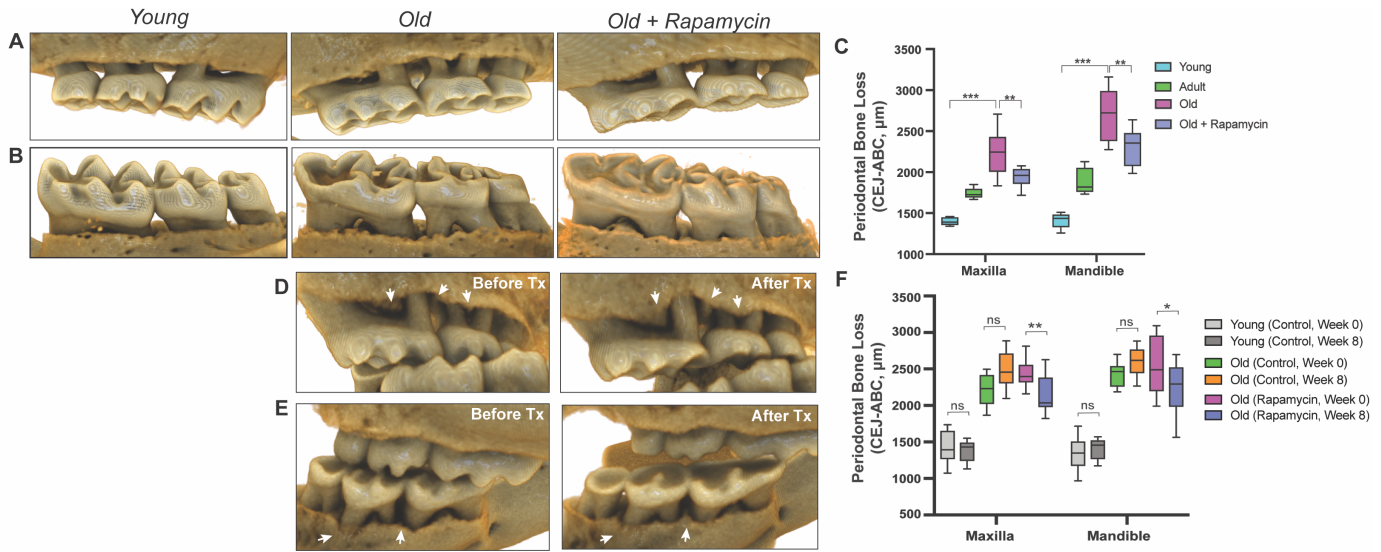 Young
Old
Old + Rapamycin
A
B
C
3500
3000
2500
2000
1500
1000
Periodontal Bone Loss
(CEJ-ABC, μm)
***
**
***
**
Young
Adult
Old
Old + Rapamycin
Maxilla
Mandible
D
Before Tx
After Tx
E
Before Tx
After Tx
F
3500
3000
2500
2000
1500
1000
500
Periodontal Bone Loss
(CEJ-ABC, μm)
ns
ns
**
ns
ns
*
Young (Control, Week 0)
Young (Control, Week 8)
Old (Control, Week 0)
Old (Control, Week 8)
Old (Rapamycin, Week 0)
Old (Rapamycin, Week 8)
Maxilla
Mandible